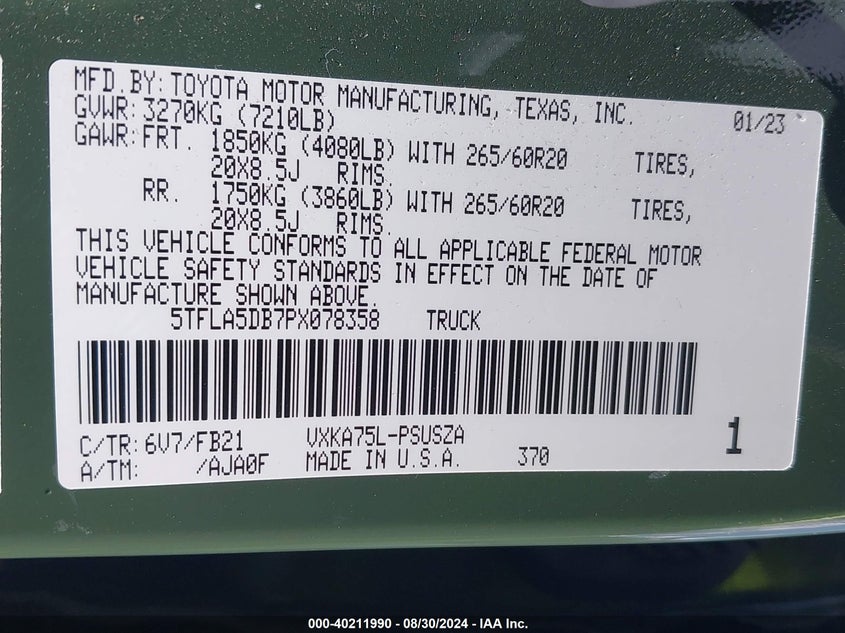 MFD.BY: TOYOTA MOTOR MANUFACTURING, TEXAS, INC. 01/23
GVWR: 3270KG (7210LB)
GAWR: FRT. 1850KG (4080LB) WITH 265/60R20 TIRES,
20X8.5J RIMS.
RR. 1750KG (3860LB) WITH 265/60R20 TIRES,
20X8.5J RIMS.
THIS VEHICLE CONFORMS TO ALL APPLICABLE FEDERAL MOTOR
VEHICLE SAFETY STANDARDS IN EFFECT ON THE DATE OF
MANUFACTURE SHOWN ABOVE.
5TFLA5DB7PX078358 TRUCK
C/TR: 6V7/FB21 VXKA75L-PSUSZA 1
A/TM: /AJA0F MADE IN U.S.A. 370
000-40211990 - 08/30/2024 - IAA Inc.